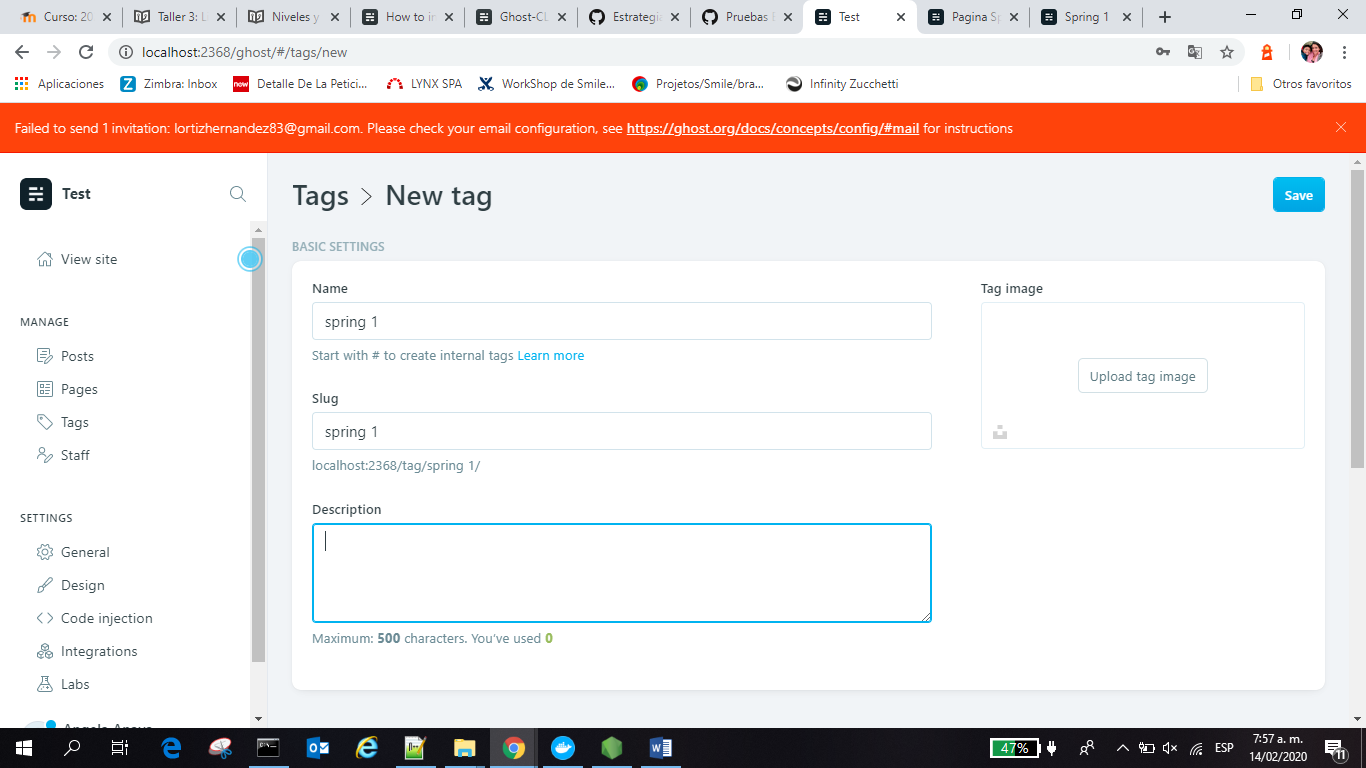 Curso: 20
Taller 3: L
Niveles y
How to in
Ghost-CL
Estrategia
Pruebas E
Test
Pagina Sp
Spring 1
localhost:2368/ghost/#/tags/new
Aplicaciones
Zimbra: Inbox
now
Detalle De La Petici...
LYNX SPA
WorkShop de Smile...
Projetos/Smile/bra...
Infinity Zucchetti
Otros favoritos
Failed to send 1 invitation: lortizhernandez83@gmail.com. Please check your email configuration, see https://ghost.org/docs/concepts/config/#mail for instructions
Test
Tags > New tag
Save
View site
BASIC SETTINGS
Name
spring 1
Start with # to create internal tags Learn more
Slug
spring 1
localhost:2368/tag/spring 1/
Description
Maximum: 500 characters. You've used 0
Tag image
Upload tag image
MANAGE
Posts
Pages
Tags
Staff
SETTINGS
General
Design
Code injection
Integrations
Labs
47%
ESP
7:57 a. m.
14/02/2020
11